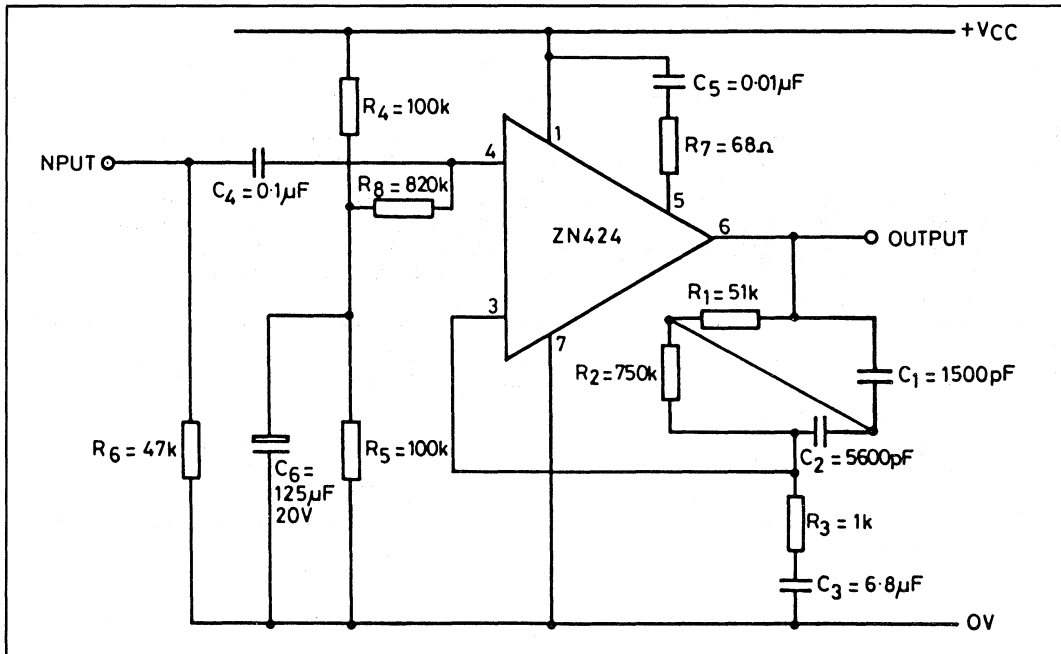 +VCC
C5 = 0·01µF
R4 = 100k
1
R7 = 68Ω
NPUT
4
C4 = 0·1µF
R8 = 820k
5
ZN424
6
OUTPUT
R1 = 51k
3
7
R2 = 750k
C1 = 1500pF
R6 = 47k
C6 =
125µF
20V
R5 = 100k
C2 = 5600pF
R3 = 1k
C3 = 6·8µF
0V